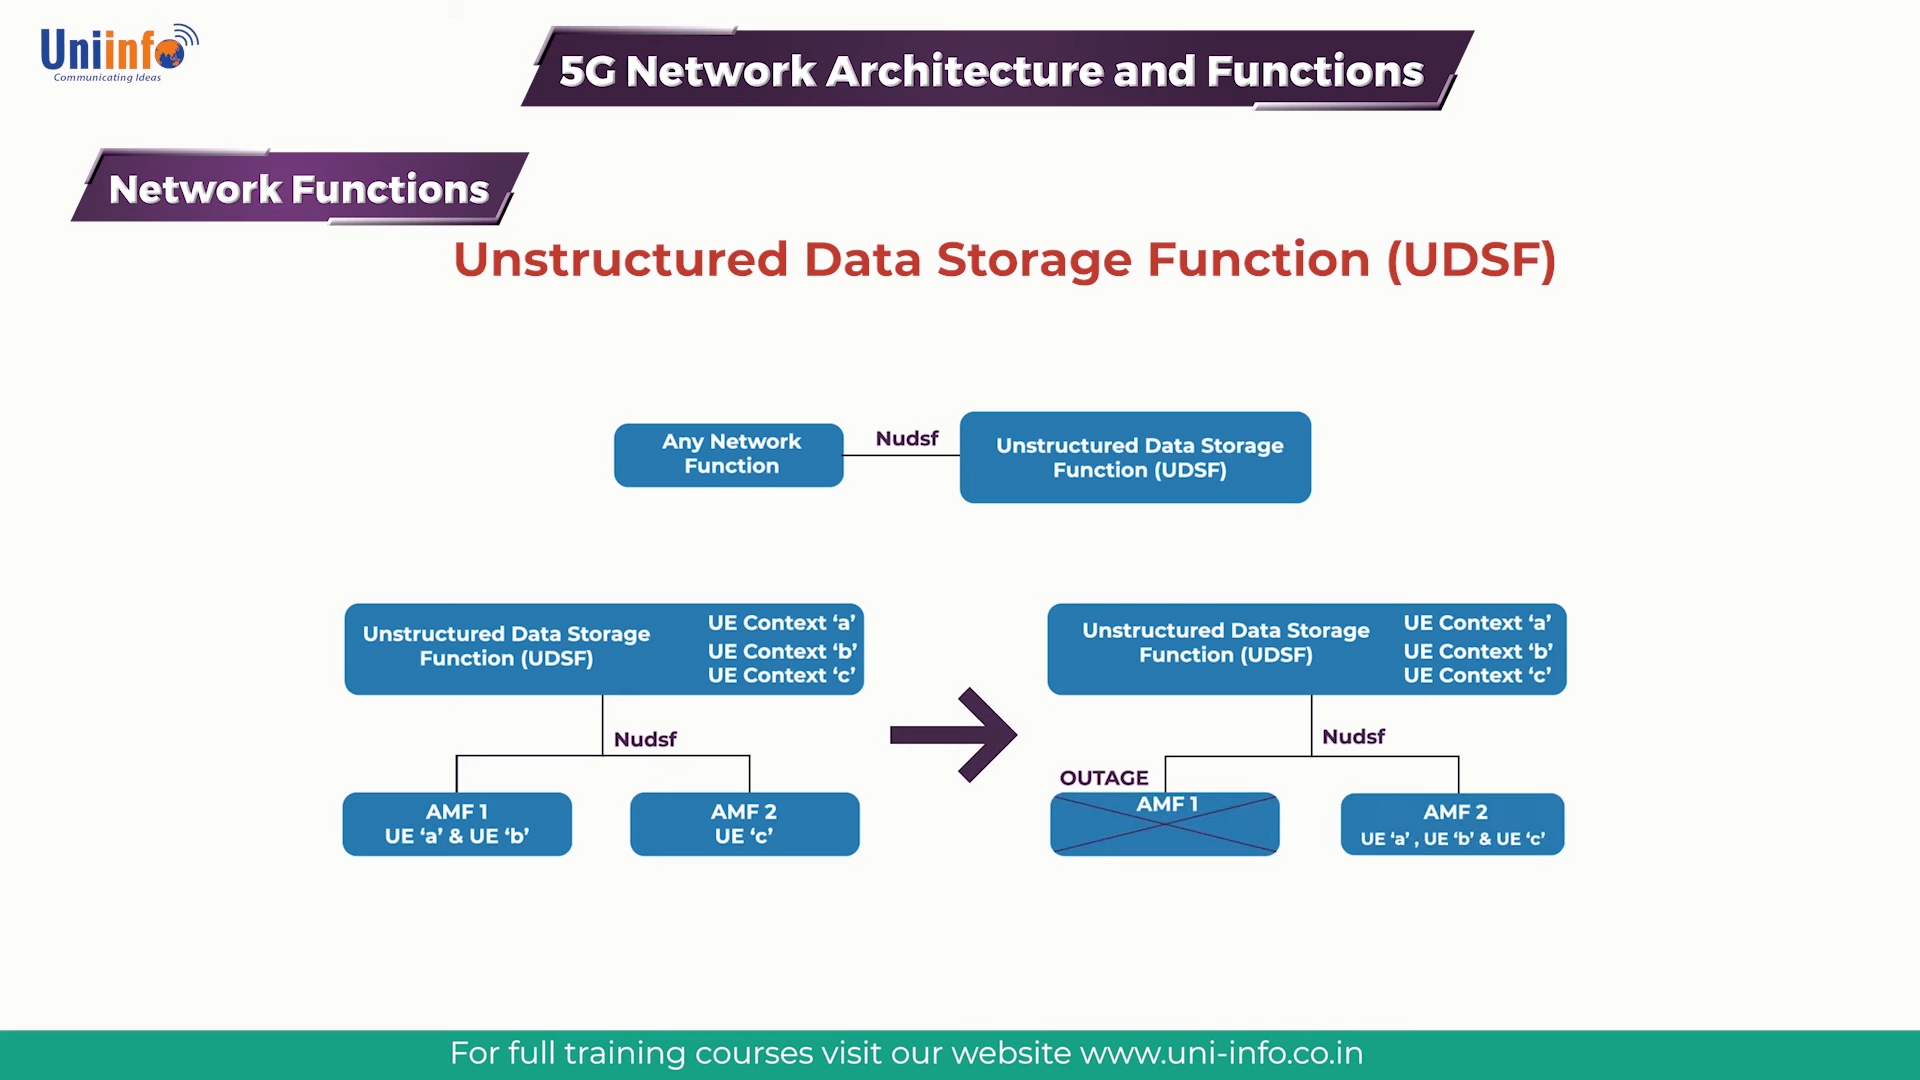 Uniinfo
Communicating Ideas
5G Network Architecture and Functions
Network Functions
Unstructured Data Storage Function (UDSF)
Any Network
Function
Nudsf
Unstructured Data Storage
Function (UDSF)
Unstructured Data Storage
Function (UDSF)
UE Context ‘a’
UE Context ‘b’
UE Context ‘c’
Nudsf
AMF 1
UE ‘a’ & UE ‘b’
AMF 2
UE ‘c’
Unstructured Data Storage
Function (UDSF)
UE Context ‘a’
UE Context ‘b’
UE Context ‘c’
Nudsf
OUTAGE
AMF 1
AMF 2
UE ‘a’ , UE ‘b’ & UE ‘c’
For full training courses visit our website www.uni-info.co.in